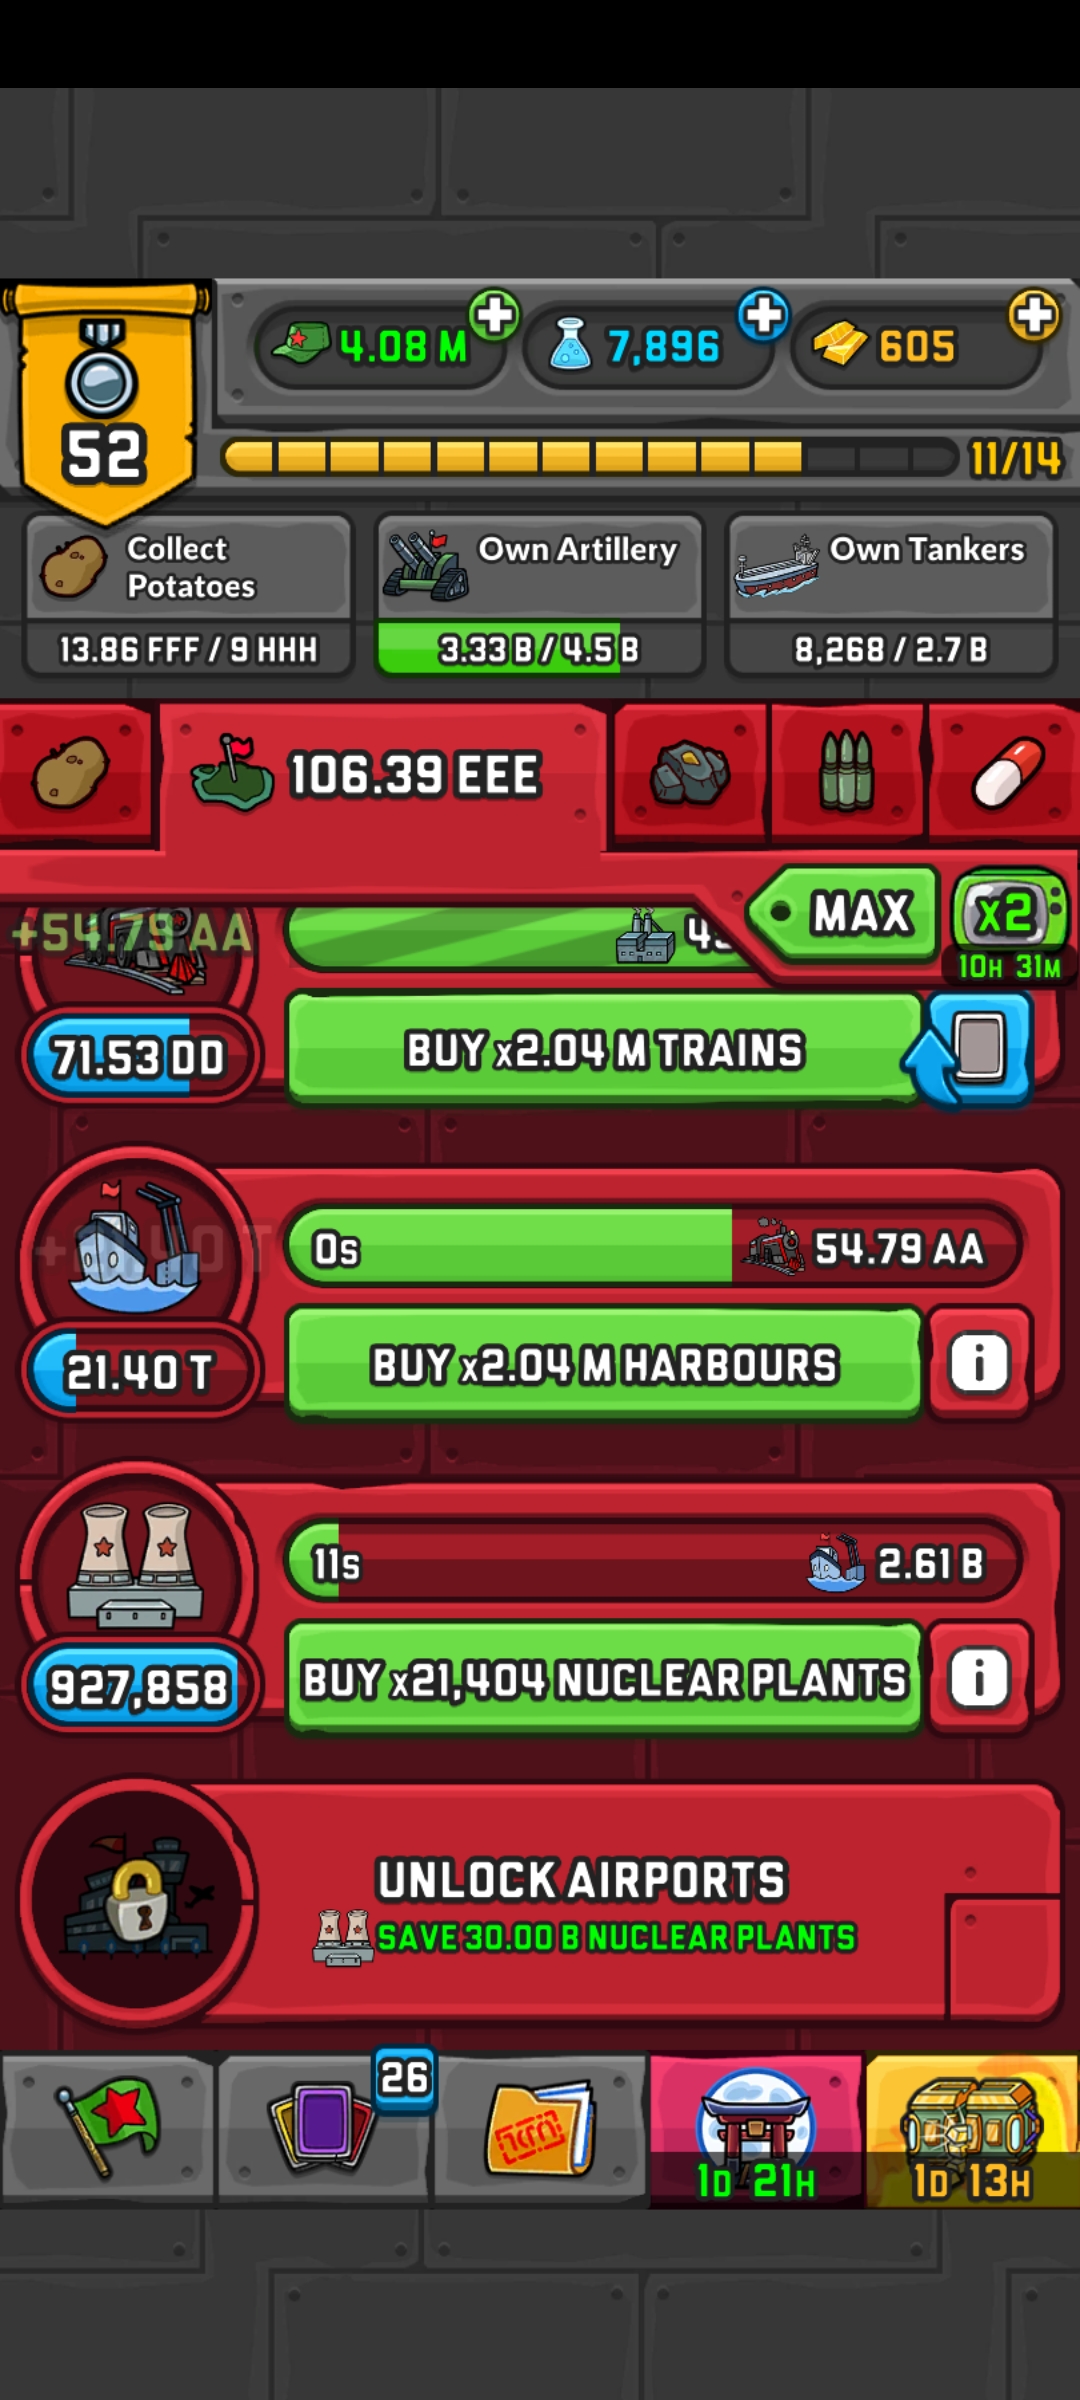 4.08 M
7,896
605
52
11/14
Collect
Potatoes
13.86 FFF / 9 HHH
Own Artillery
3.33 B / 4.5 B
Own Tankers
8,268 / 2.7 B
106.39 EEE
MAX
x2
10H 31M
+54.79 AA
71.53 DD
BUY x2.04 M TRAINS
0s
54.79 AA
21.40 T
BUY x2.04 M HARBOURS
i
11s
2.61 B
927,858
BUY x21,404 NUCLEAR PLANTS
i
UNLOCK AIRPORTS
SAVE 30.00 B NUCLEAR PLANTS
26
1D 21H
1D 13H